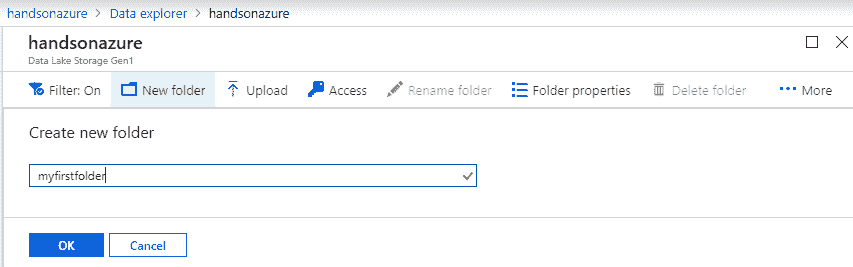 handsonazure > Data explorer > handsonazure
handsonazure
Data Lake Storage Gen1
Filter: On New folder Upload Access Rename folder Folder properties Delete folder ••• More
Create new folder
myfirstfolder
OK Cancel